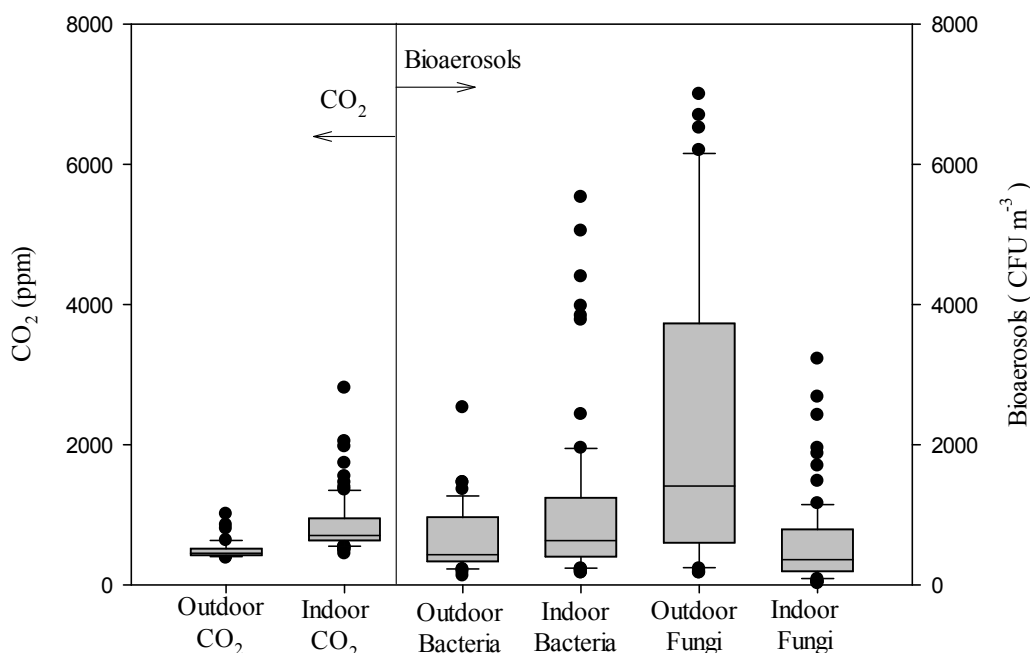 8000
8000
Bioaerosols
CO₂
6000
6000
4000
4000
2000
2000
0
0
CO₂ (ppm)
Bioaerosols ( CFU m⁻³)
Outdoor
CO₂
Indoor
CO₂
Outdoor
Bacteria
Indoor
Bacteria
Outdoor
Fungi
Indoor
Fungi